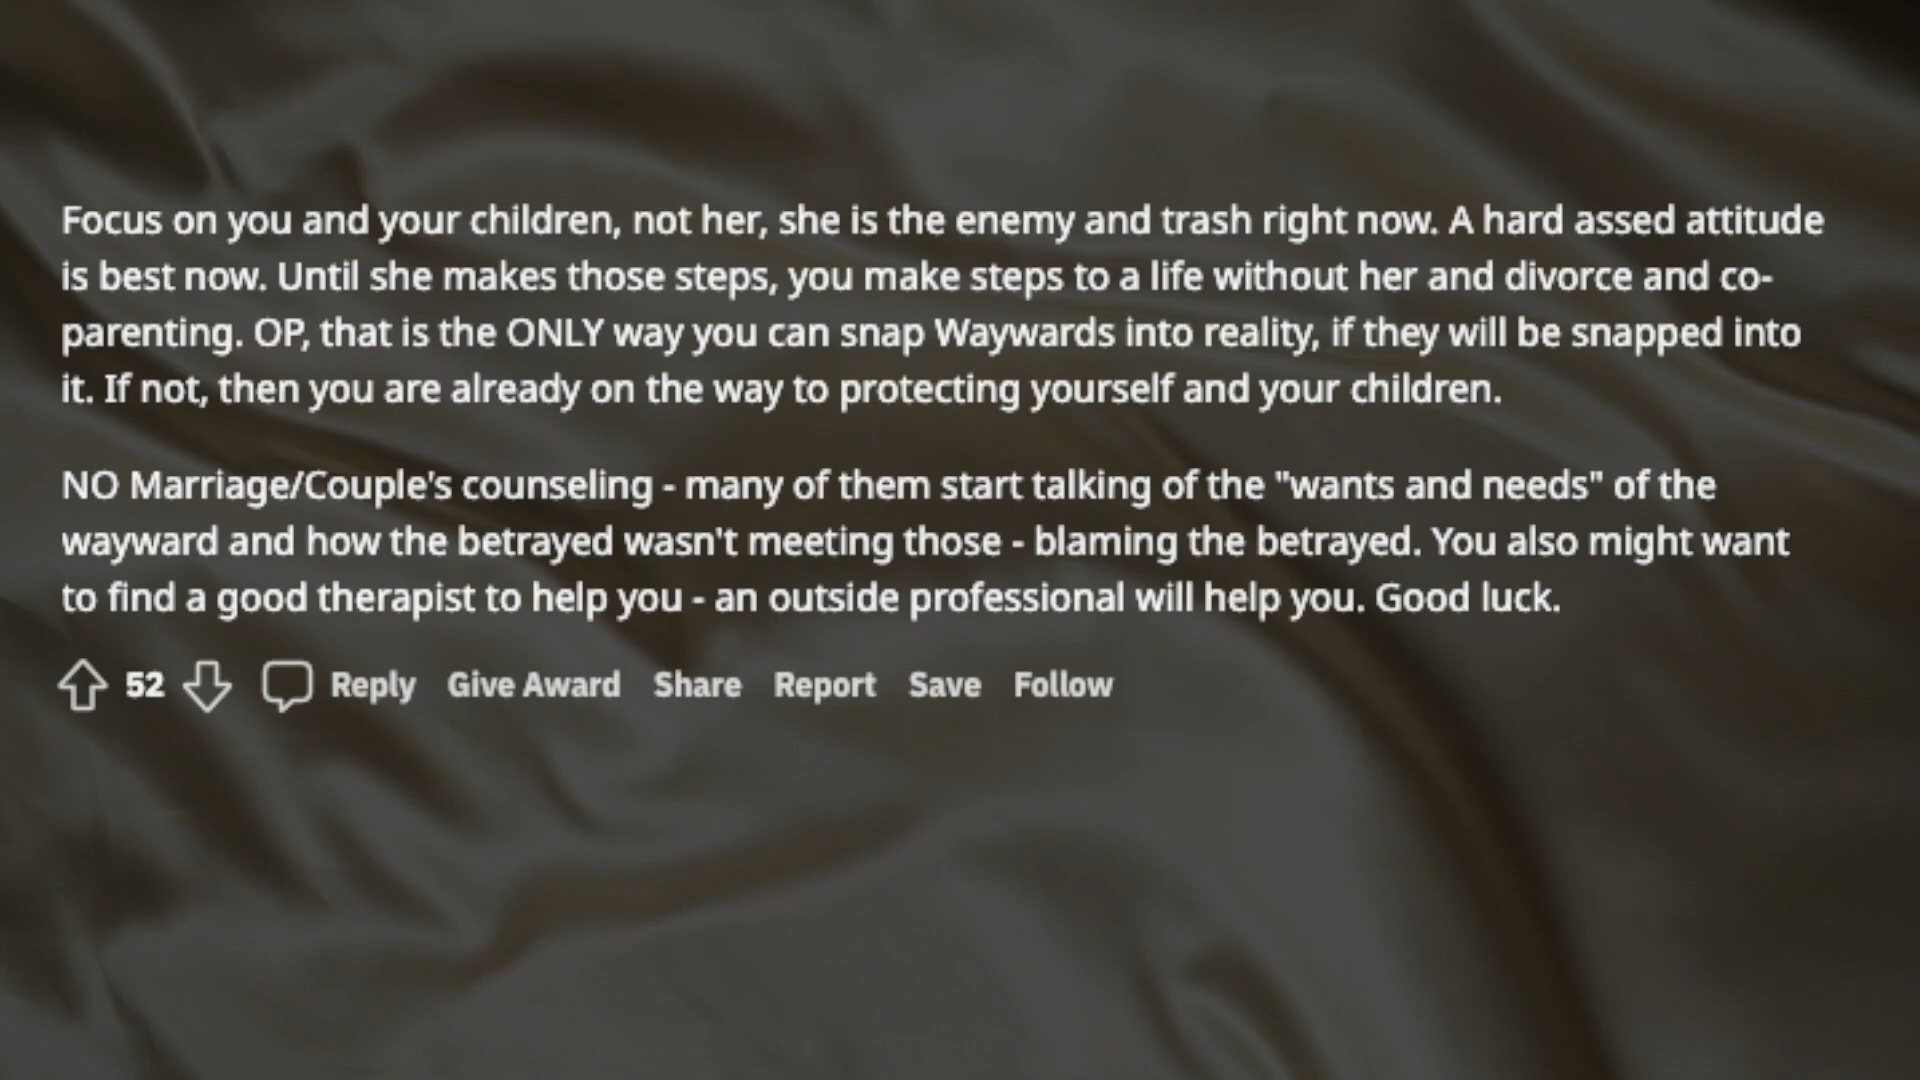 Focus on you and your children, not her, she is the enemy and trash right now. A hard assed attitude
is best now. Until she makes those steps, you make steps to a life without her and divorce and co-
parenting. OP, that is the ONLY way you can snap Waywards into reality, if they will be snapped into
it. If not, then you are already on the way to protecting yourself and your children.
NO Marriage/Couple's counseling - many of them start talking of the "wants and needs" of the
wayward and how the betrayed wasn't meeting those - blaming the betrayed. You also might want
to find a good therapist to help you - an outside professional will help you. Good luck.
52 Reply Give Award Share Report Save Follow